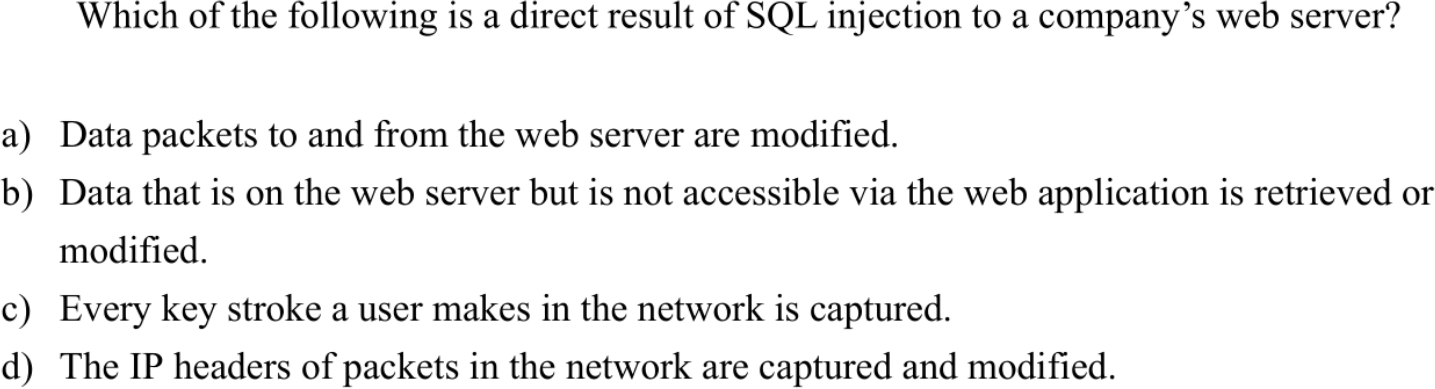 Which of the following is a direct result of SQL injection to a company’s web server?
a) Data packets to and from the web server are modified.
b) Data that is on the web server but is not accessible via the web application is retrieved or
modified.
c) Every key stroke a user makes in the network is captured.
d) The IP headers of packets in the network are captured and modified.